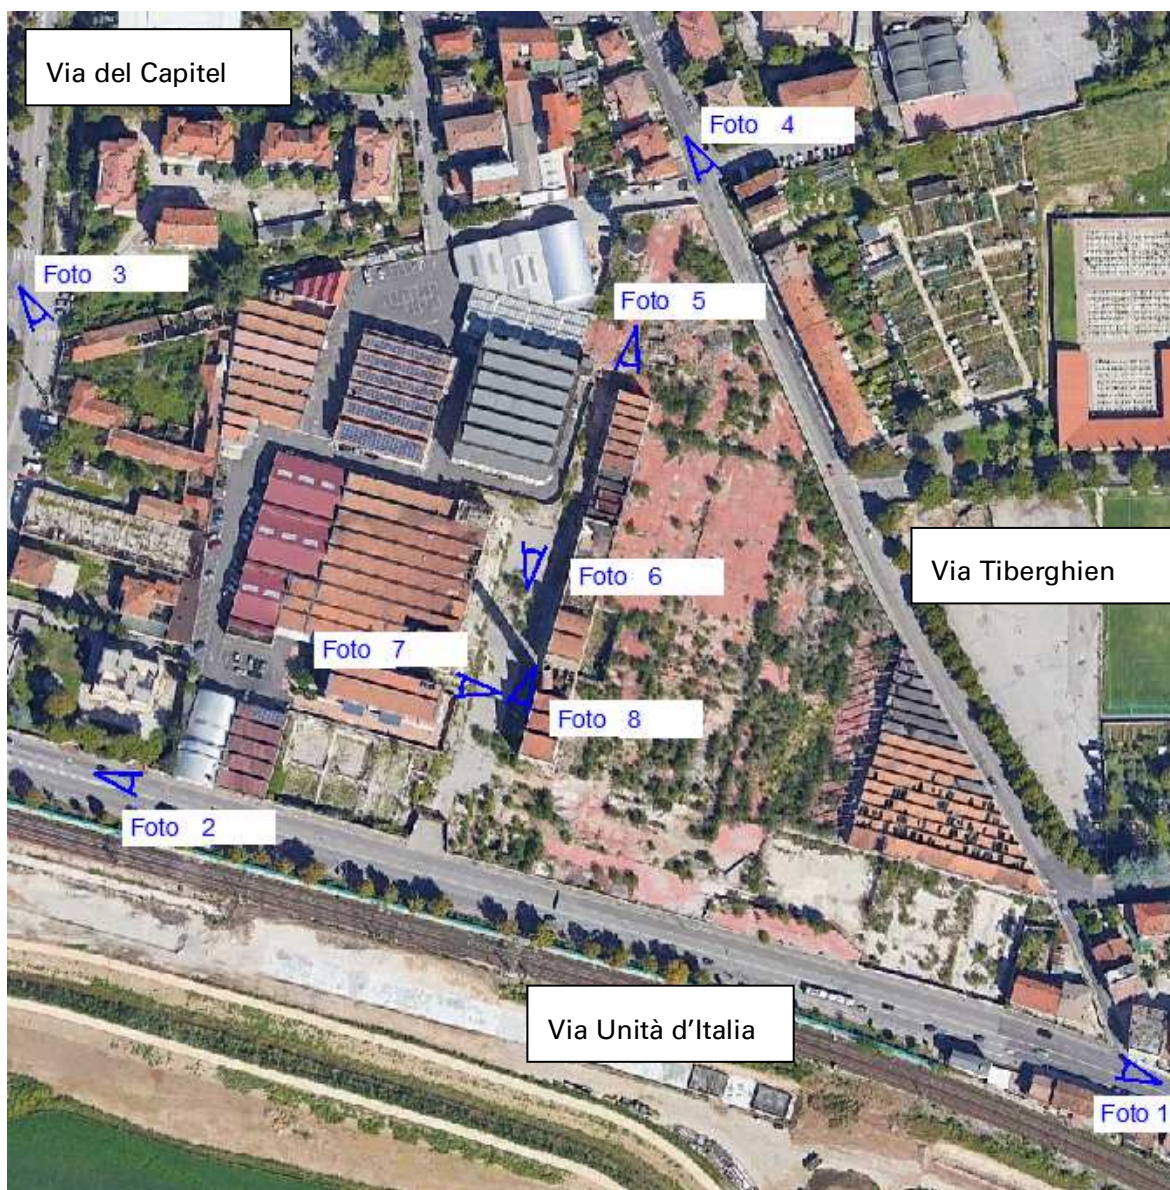 Via del Capitel
Foto 4
Foto 3
Foto 5
Via Tiberghien
Foto 6
Foto 7
Foto 8
Foto 2
Via Unità d'Italia
Foto 1